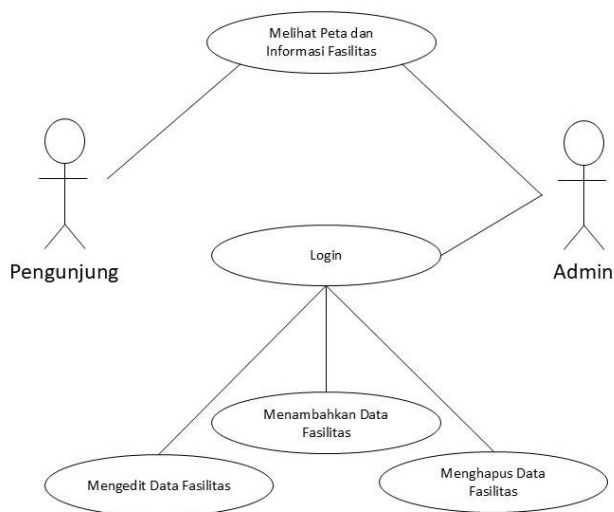 Melihat Peta dan
Informasi Fasilitas
Pengunjung
Login
Admin
Menambahkan Data
Fasilitas
Mengedit Data Fasilitas
Menghapus Data
Fasilitas